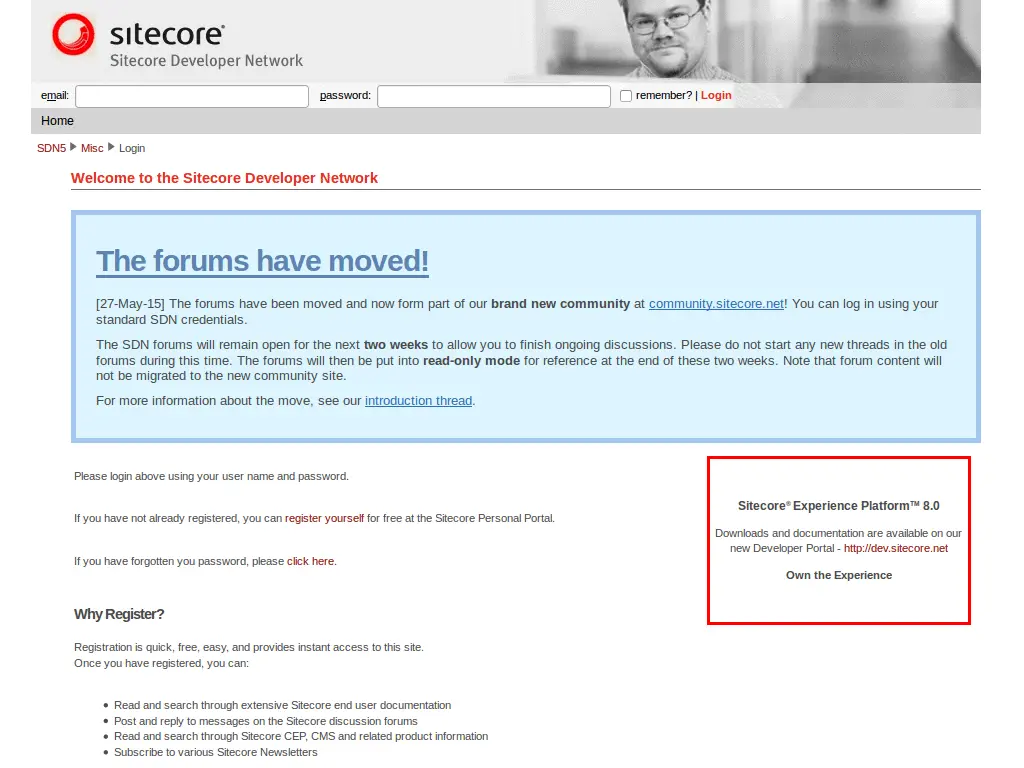 sitecore®
Sitecore Developer Network
email:
password:
remember? | Login
Home
SDN5 Misc Login
Welcome to the Sitecore Developer Network
The forums have moved!
[27-May-15] The forums have been moved and now form part of our brand new community at community.sitecore.net! You can log in using your
standard SDN credentials.
The SDN forums will remain open for the next two weeks to allow you to finish ongoing discussions. Please do not start any new threads in the old
forums during this time. The forums will then be put into read-only mode for reference at the end of these two weeks. Note that forum content will
not be migrated to the new community site.
For more information about the move, see our introduction thread.
Please login above using your user name and password.
If you have not already registered, you can register yourself for free at the Sitecore Personal Portal.
If you have forgotten you password, please click here.
Sitecore® Experience Platform™ 8.0
Downloads and documentation are available on our
new Developer Portal - http://dev.sitecore.net
Own the Experience
Why Register?
Registration is quick, free, easy, and provides instant access to this site.
Once you have registered, you can:
Read and search through extensive Sitecore end user documentation
Post and reply to messages on the Sitecore discussion forums
Read and search through Sitecore CEP, CMS and related product information
Subscribe to various Sitecore Newsletters